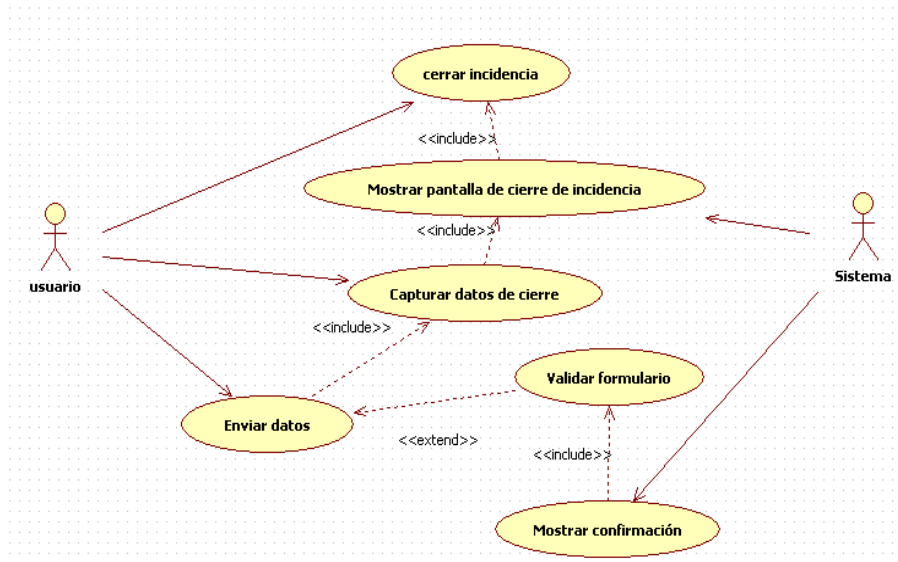 cerrar incidencia
<<include>>
Mostrar pantalla de cierre de incidencia
<<include>>
usuario
Sistema
Capturar datos de cierre
<<include>>
Validar formulario
Enviar datos
<<extend>>
<<include>>
Mostrar confirmación